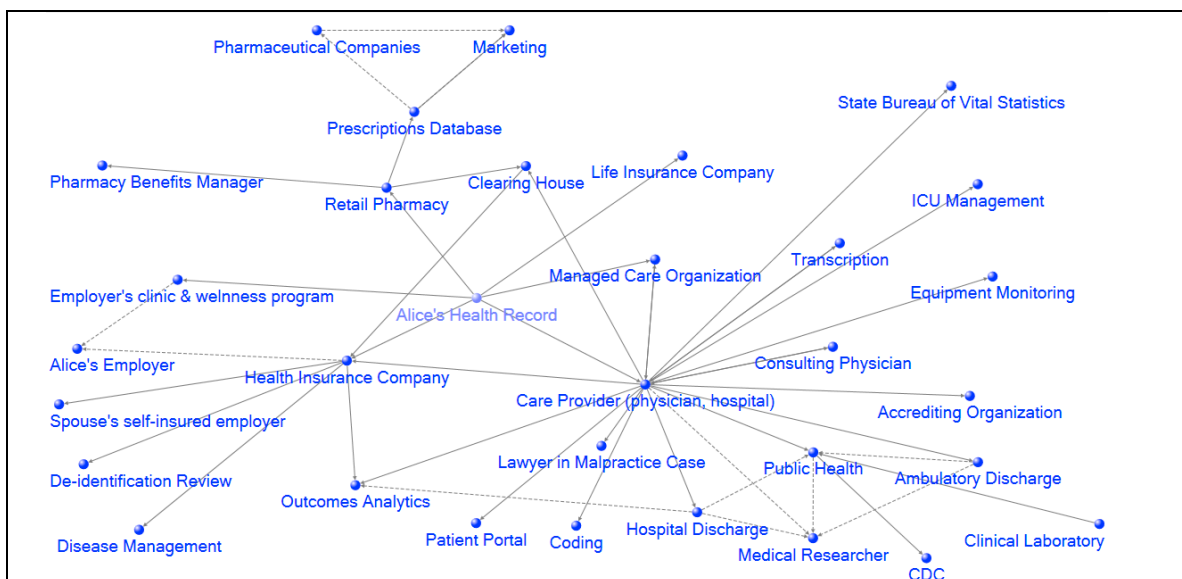 Pharmaceutical Companies
Marketing
State Bureau of Vital Statistics
Prescriptions Database
Life Insurance Company
Pharmacy Benefits Manager
Clearing House
Retail Pharmacy
ICU Management
Transcription
Managed Care Organization
Employer's clinic & welnness program
Equipment Monitoring
Alice's Health Record
Alice's Employer
Consulting Physician
Health Insurance Company
Care Provider (physician, hospital)
Accrediting Organization
Spouse's self-insured employer
Lawyer in Malpractice Case
Public Health
Ambulatory Discharge
De-identification Review
Outcomes Analytics
Hospital Discharge
Patient Portal
Coding
Clinical Laboratory
Disease Management
Medical Researcher
CDC